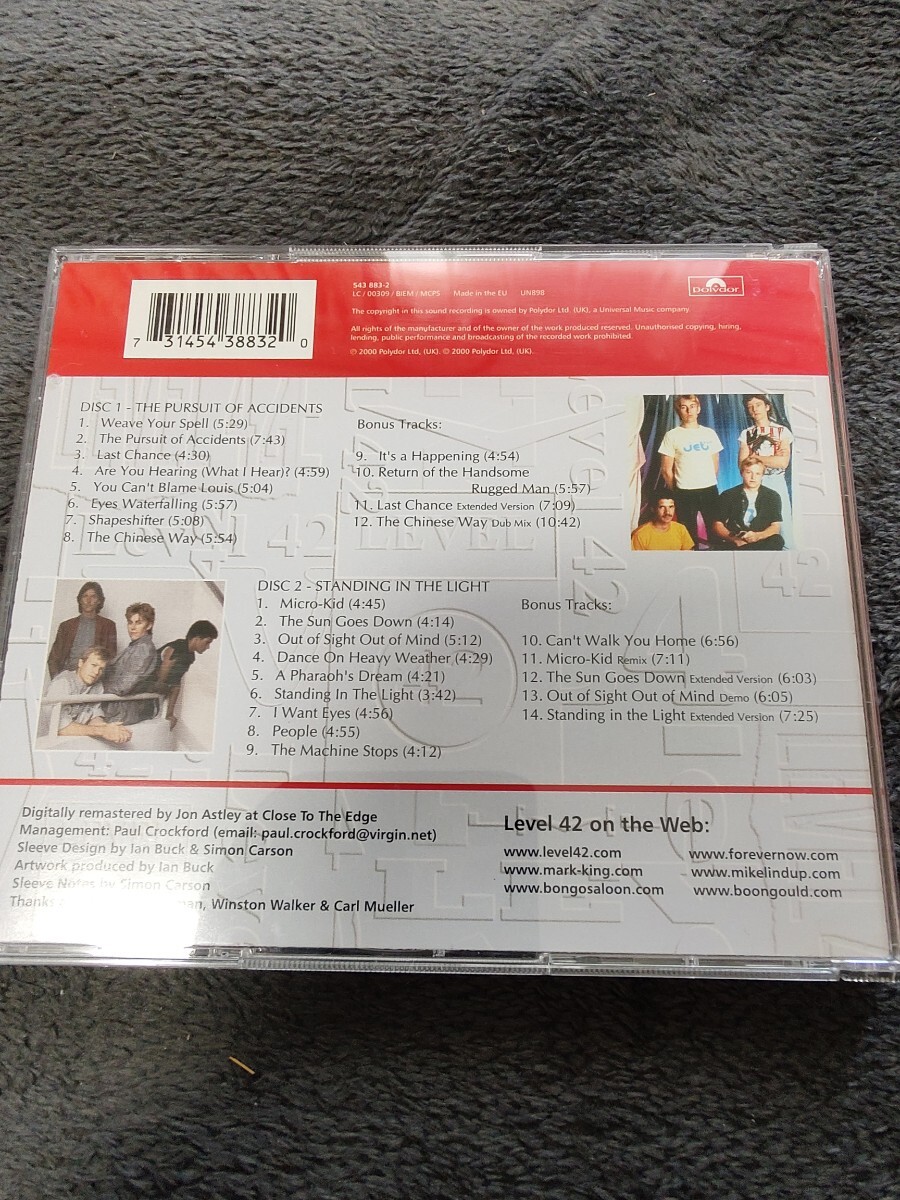 543 883-2
LC / 00309 / BIEM / MCPS Made in the EU UN898
The copyright in this sound recording is owned by Polydor Ltd. (UK), a Universal Music company.
All rights of the manufacturer and of the owner of the work produced reserved. Unauthorised copying, hiring,
lending, public performance and broadcasting of the recorded work prohibited.
℗ 2000 Polydor Ltd, (UK). © 2000 Polydor Ltd, (UK).
polydor
7 31454 38832 0
DISC 1 - THE PURSUIT OF ACCIDENTS
1. Weave Your Spell (5:29)
2. The Pursuit of Accidents (7:43)
3. Last Chance (4:30)
4. Are You Hearing (What I Hear)? (4:59)
5. You Can't Blame Louis (5:04)
6. Eyes Waterfalling (5:57)
7. Shapeshifter (5:08)
8. The Chinese Way (5:54)
Bonus Tracks:
9. It's a Happening (4:54)
10. Return of the Handsome
Rugged Man (5:57)
11. Last Chance Extended Version (7:09)
12. The Chinese Way Dub Mix (10:42)
Jet
DISC 2 - STANDING IN THE LIGHT
1. Micro-Kid (4:45)
2. The Sun Goes Down (4:14)
3. Out of Sight Out of Mind (5:12)
4. Dance On Heavy Weather (4:29)
5. A Pharaoh's Dream (4:21)
6. Standing In The Light (3:42)
7. I Want Eyes (4:56)
8. People (4:55)
9. The Machine Stops (4:12)
Bonus Tracks:
10. Can't Walk You Home (6:56)
11. Micro-Kid Remix (7:11)
12. The Sun Goes Down Extended Version (6:03)
13. Out of Sight Out of Mind Demo (6:05)
14. Standing in the Light Extended Version (7:25)
Digitally remastered by Jon Astley at Close To The Edge
Management: Paul Crockford (email: paul.crockford@virgin.net)
Sleeve Design by Ian Buck & Simon Carson
Artwork produced by Ian Buck
Sleeve Notes by Simon Carson
Thanks Winston Walker & Carl Mueller
Level 42 on the Web:
www.level42.com www.forevernow.com
www.mark-king.com www.mikelindup.com
www.bongosaloon.com www.boongould.com